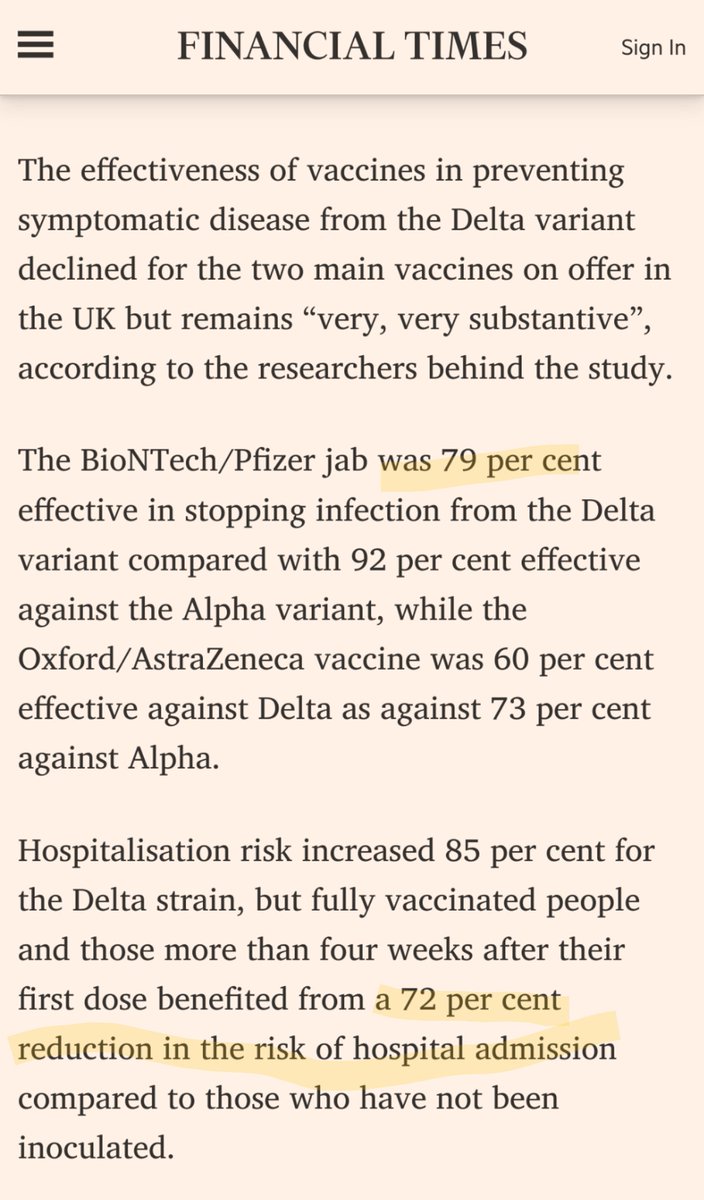 FINANCIAL TIMES
Sign In
The effectiveness of vaccines in preventing
symptomatic disease from the Delta variant
declined for the two main vaccines on offer in
the UK but remains “very, very substantive”,
according to the researchers behind the study.
The BioNTech/Pfizer jab was 79 per cent
effective in stopping infection from the Delta
variant compared with 92 per cent effective
against the Alpha variant, while the
Oxford/AstraZeneca vaccine was 60 per cent
effective against Delta as against 73 per cent
against Alpha.
Hospitalisation risk increased 85 per cent for
the Delta strain, but fully vaccinated people
and those more than four weeks after their
first dose benefited from a 72 per cent
reduction in the risk of hospital admission
compared to those who have not been
inoculated.